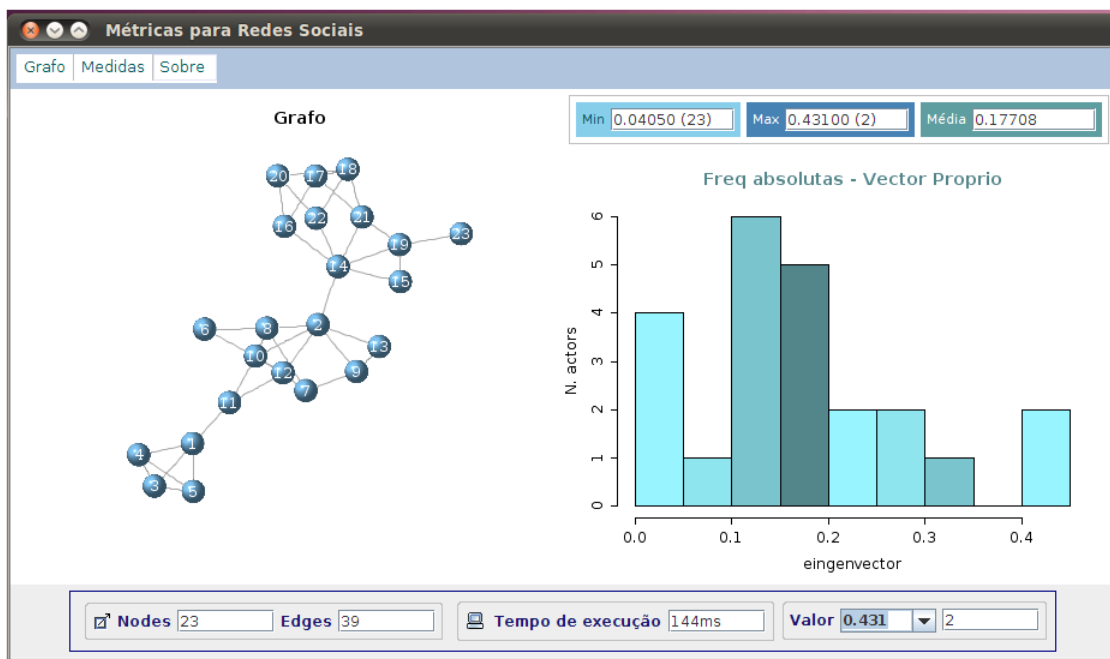 Métricas para Redes Sociais
Grafo Medidas Sobre
Grafo
20 17 18
16 22 21
19 23
14
15
6 8 2
10 13
12 9
7
11
1
4
3 5
Min 0.04050 (23) Max 0.43100 (2) Média 0.17708
Freq absolutas - Vector Proprio
N. actors
6
5
4
3
2
1
0
0.0 0.1 0.2 0.3 0.4
eingenvector
Nodes 23 Edges 39 Tempo de execução 144ms Valor 0.431 2